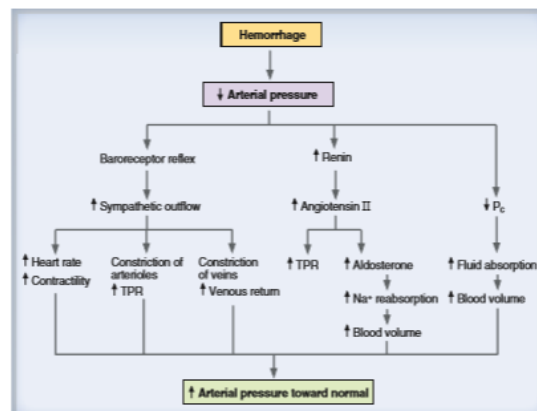 Hemorrhage
↓ Arterial pressure
Baroreceptor reflex
↑ Sympathetic outflow
↑ Heart rate
↑ Contractility
Constriction of
arterioles
↑ TPR
Constriction
of veins
↑ Venous return
↑ Renin
↑ Angiotensin II
↑ TPR
↑ Aldosterone
↑ Na⁺ reabsorption
↑ Blood volume
↓ Pc
↑ Fluid absorption
↑ Blood volume
↑ Arterial pressure toward normal